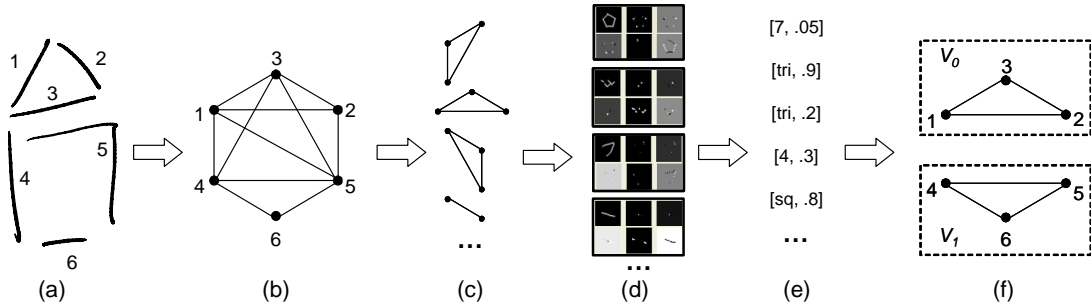 1
2
3
4
5
6
(a)
3
1
2
4
5
6
(b)
...
(c)
...
(d)
[7, .05]
[tri, .9]
[tri, .2]
[4, .3]
[sq, .8]
...
(e)
V0
3
1
2
4
5
6
V1
(f)